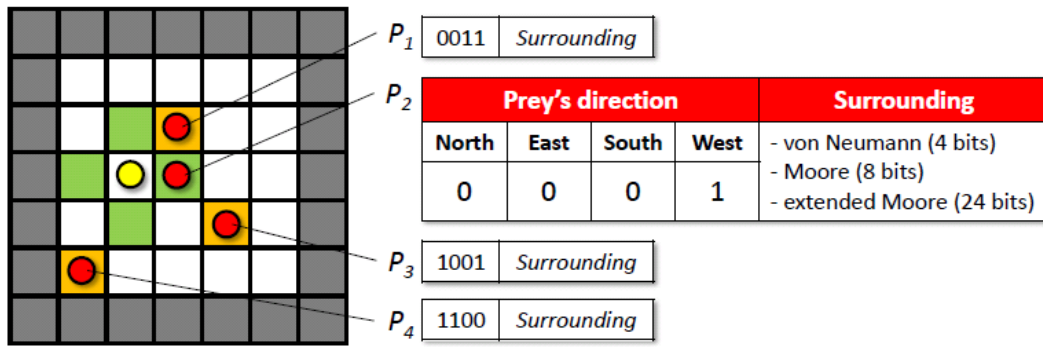 P1 0011 Surrounding
P2 Prey's direction Surrounding
North East South West
0 0 0 1
- von Neumann (4 bits)
- Moore (8 bits)
- extended Moore (24 bits)
P3 1001 Surrounding
P4 1100 Surrounding